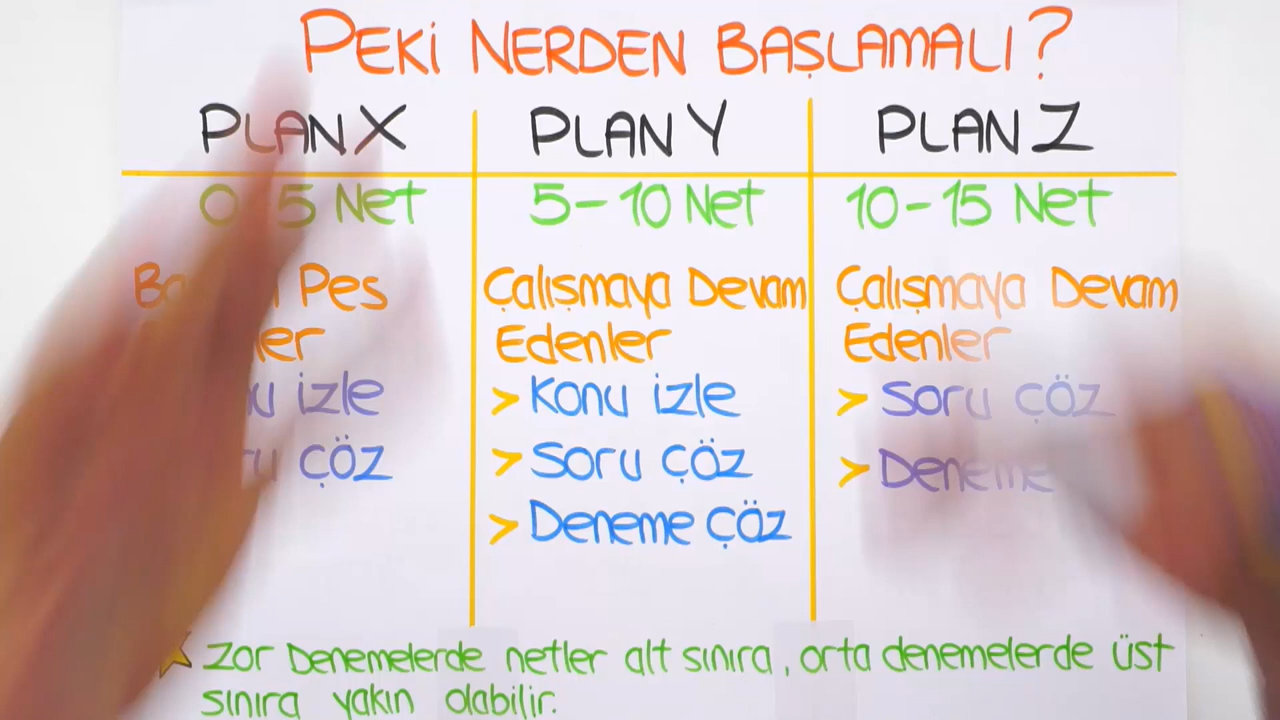 PEKİ NERDEN BAŞLAMALI?
PLAN X PLAN Y PLAN Z
5 Net 5-10 Net 10-15 Net
Pes Çalışmaya Devam Çalışmaya Devam
Edenler Edenler
izle > Konu izle > Soru çöz
çöz > Soru çöz > Deneme
> Deneme çöz
Zor Denemelerde netler alt sınıra, orta denemelerde üst
sınıra yakın olabilir.